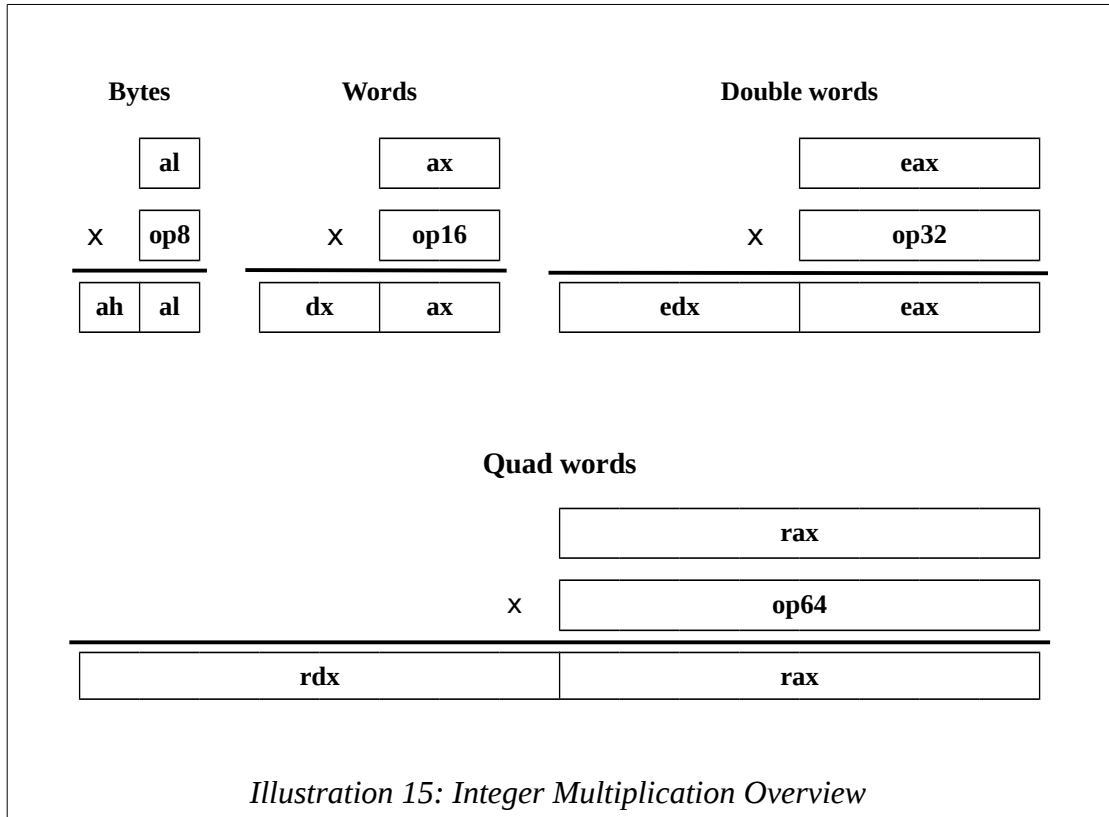 Bytes Words Double words
al ax eax
x op8 x op16 x op32
ah al dx ax edx eax
Quad words
rax
x op64
rdx rax
Illustration 15: Integer Multiplication Overview